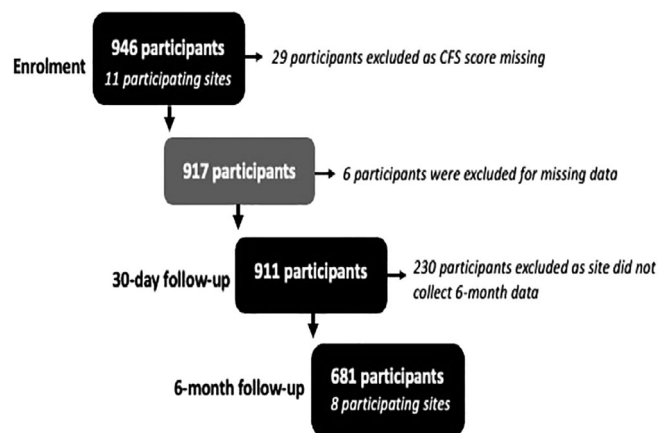 946 participants
Enrolment
11 participating sites
29 participants excluded as CFS score missing
917 participants
6 participants were excluded for missing data
30-day follow-up
911 participants
230 participants excluded as site did not
collect 6-month data
681 participants
6-month follow-up
8 participating sites